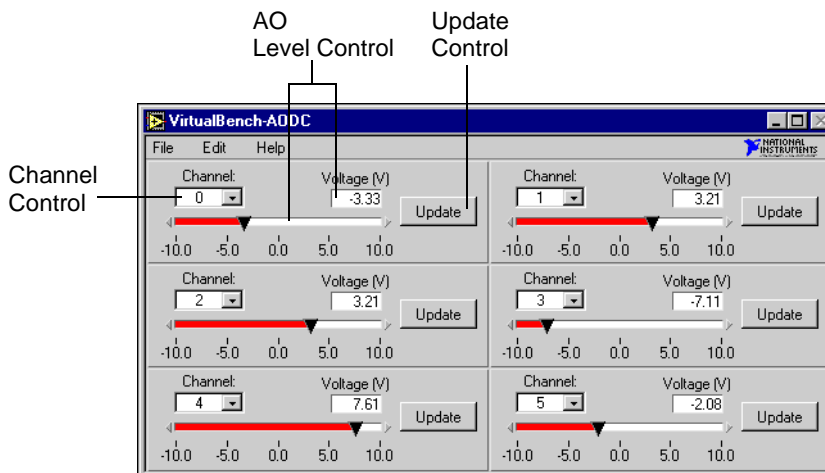 AO
Level Control
Update
Control
VirtualBench-AODC
File Edit Help
NATIONAL
INSTRUMENTS
Channel
Control
Channel: Voltage (V)
0 -3.33 Update
-10.0 -5.0 0.0 5.0 10.0
Channel: Voltage (V)
1 3.21 Update
-10.0 -5.0 0.0 5.0 10.0
Channel: Voltage (V)
2 3.21 Update
-10.0 -5.0 0.0 5.0 10.0
Channel: Voltage (V)
3 -7.11 Update
-10.0 -5.0 0.0 5.0 10.0
Channel: Voltage (V)
4 7.61 Update
-10.0 -5.0 0.0 5.0 10.0
Channel: Voltage (V)
5 -2.08 Update
-10.0 -5.0 0.0 5.0 10.0